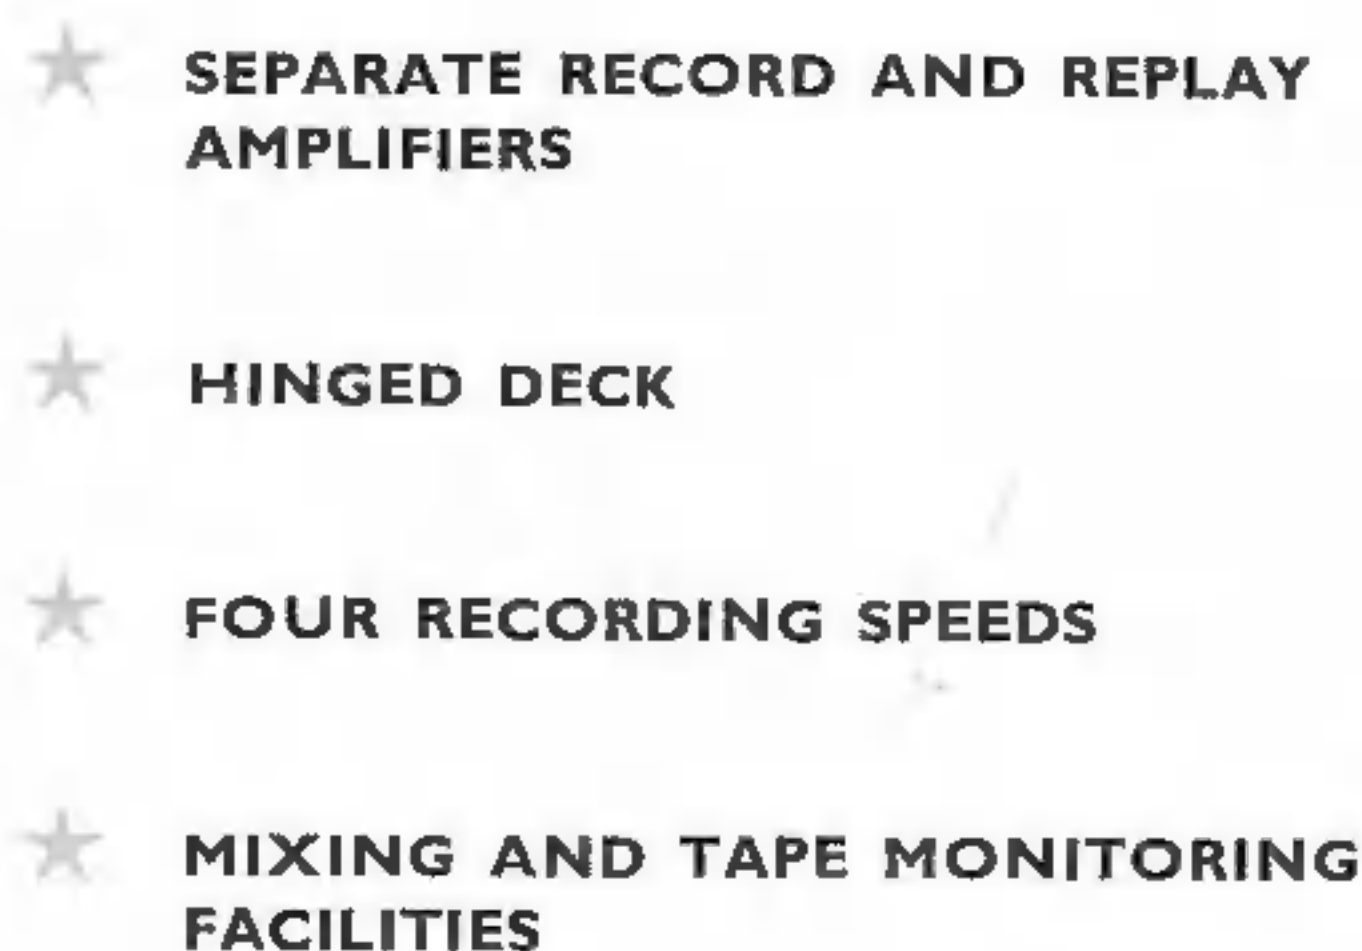 SEPARATE RECORD AND REPLAY
AMPLIFIERS
HINGED DECK
FOUR RECORDING SPEEDS
MIXING AND TAPE MONITORING
FACILITIES